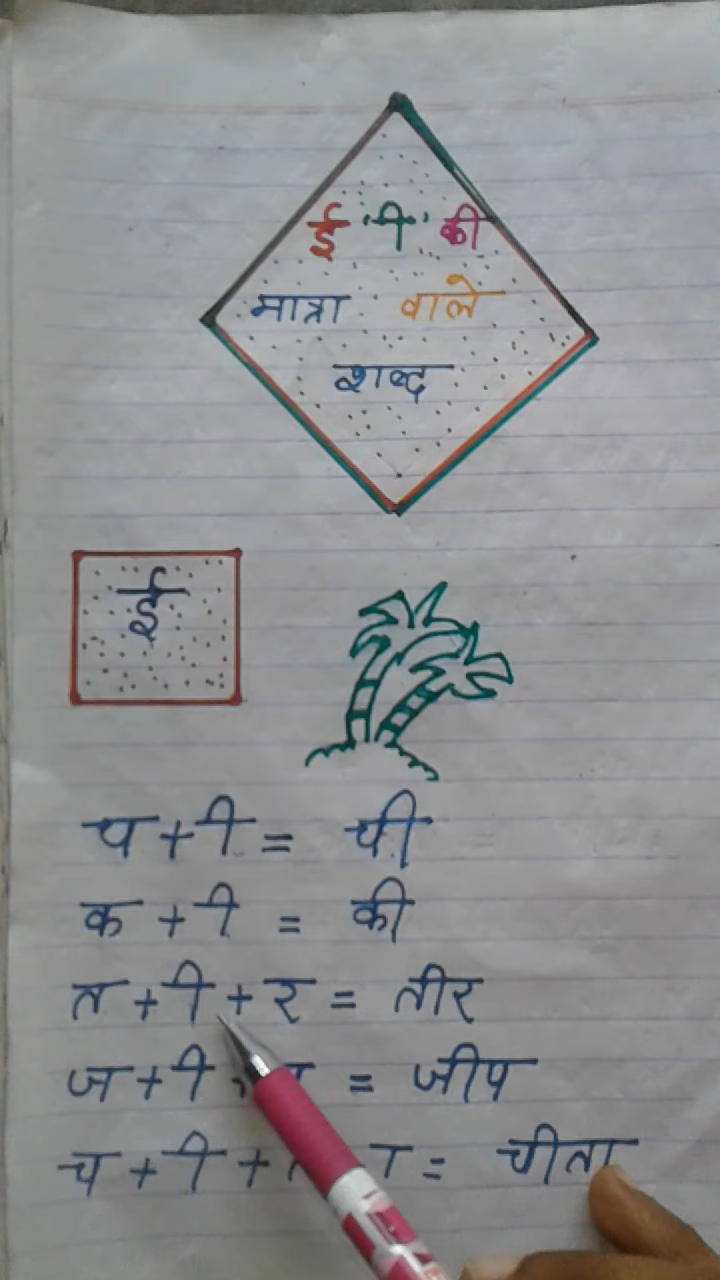 ई 'ी' की
मात्रा वाले
शब्द
ई
प + ी = पी
क + ी = की
त + ी + र = तीर
ज + ी + = जीप
च + ी + = चीता